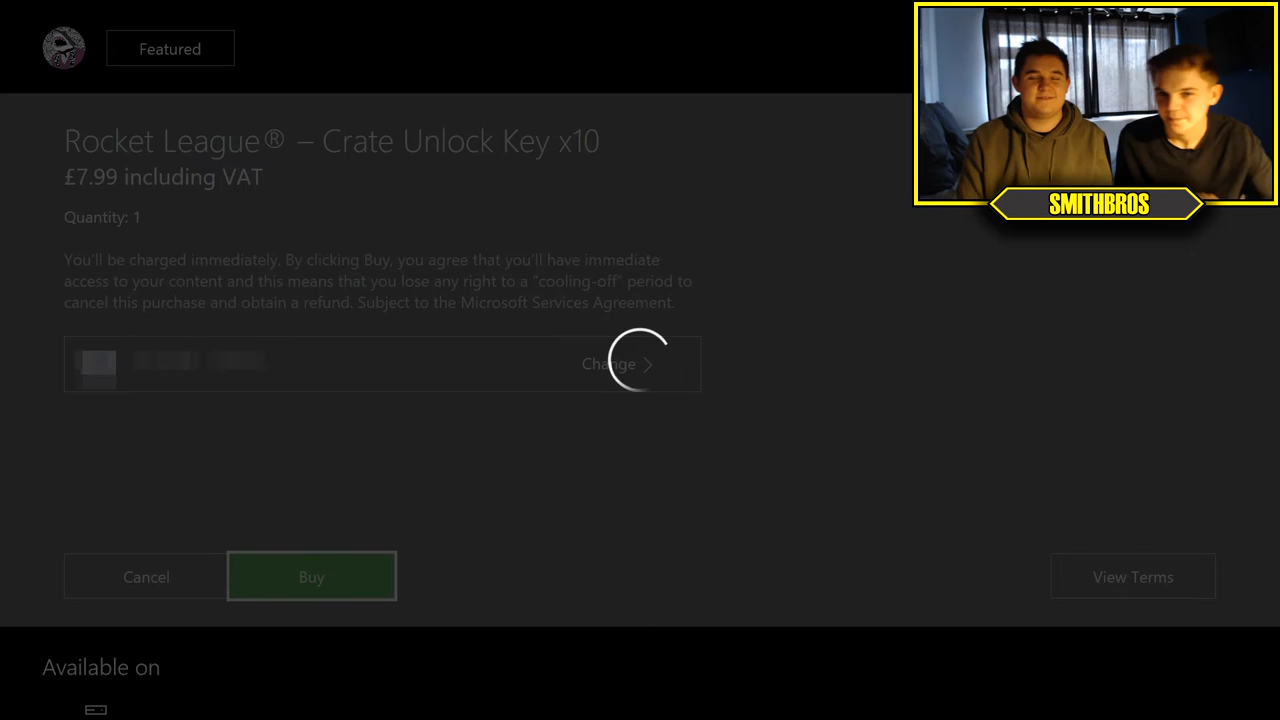 Featured
Rocket League® – Crate Unlock Key x10
£7.99 including VAT
Quantity: 1
You'll be charged immediately. By clicking Buy, you agree that you'll have immediate
access to your content and this means that you lose any right to a "cooling-off" period to
cancel this purchase and obtain a refund. Subject to the Microsoft Services Agreement.
Change
Cancel
Buy
View Terms
Available on
SMITHBROS